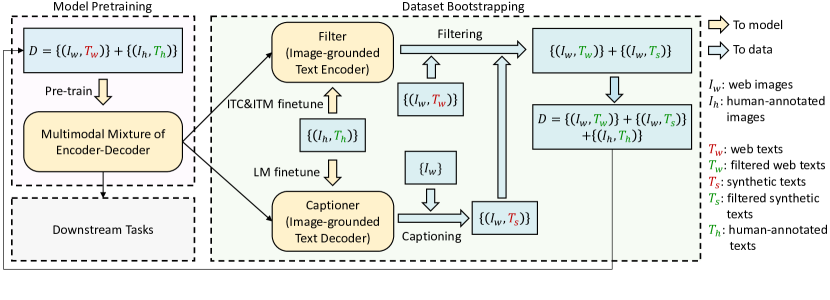 Model Pretraining
D = {(I_w, T_w)} + {(I_h, T_h)}
Pre-train
Multimodal Mixture of
Encoder-Decoder
Downstream Tasks
Dataset Bootstrapping
Filter
(Image-grounded
Text Encoder)
ITC&ITM finetune
{(I_h, T_h)}
LM finetune
Captioner
(Image-grounded
Text Decoder)
Filtering
{(I_w, T_w)}
{I_w}
Captioning
{(I_w, T_s)}
{(I_w, T_w)} + {(I_w, T_s)}
D = {(I_w, T_w)} + {(I_w, T_s)}
+{(I_h, T_h)}
To model
To data
I_w: web images
I_h: human-annotated
images
T_w: web texts
T_w: filtered web texts
T_s: synthetic texts
T_s: filtered synthetic
texts
T_h: human-annotated
texts